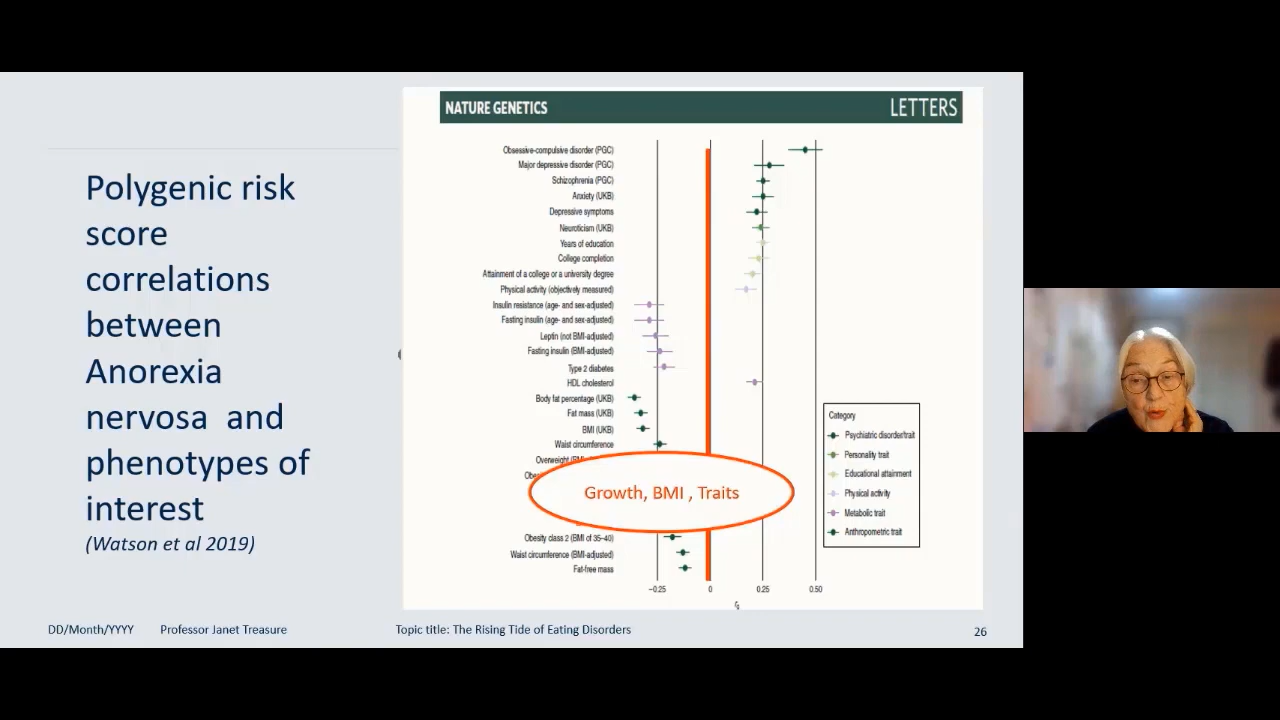 Polygenic risk
score
correlations
between
Anorexia
nervosa and
phenotypes of
interest
(Watson et al 2019)
NATURE GENETICS
LETTERS
Obsessive-compulsive disorder (PGC)
Major depressive disorder (PGC)
Schizophrenia (PGC)
Anxiety (UKB)
Depressive symptoms
Neuroticism (UKB)
Years of education
College completion
Attainment of a college or a university degree
Physical activity (objectively measured)
Insulin resistance (age- and sex-adjusted)
Fasting insulin (age- and sex-adjusted)
Leptin (not BMI-adjusted)
Fasting insulin (BMI-adjusted)
Type 2 diabetes
HDL cholesterol
Body fat percentage (UKB)
Fat mass (UKB)
BMI (UKB)
Waist circumference
Growth, BMI , Traits
Obesity class 2 (BMI of 35–40)
Waist circumference (BMI-adjusted)
Fat-free mass
−0.25
0
0.25
0.50
Category
Psychiatric disorder/trait
Personality trait
Educational attainment
Physical activity
Metabolic trait
Anthropometric trait
DD/Month/YYYY
Professor Janet Treasure
Topic title: The Rising Tide of Eating Disorders
26